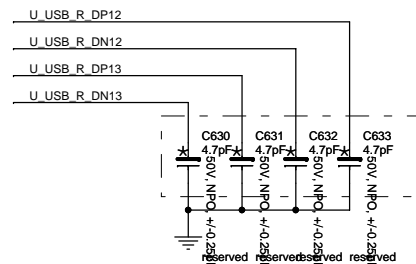 U_USB_R_DP12
U_USB_R_DN12
U_USB_R_DP13
U_USB_R_DN13
C630
4.7pF
50V, NPO, +/-0.25
reserved
C631
4.7pF
50V, NPO, +/-0.25
reserved
C632
4.7pF
50V, NPO, +/-0.25
reserved
C633
4.7pF
50V, NPO, +/-0.25
reserved